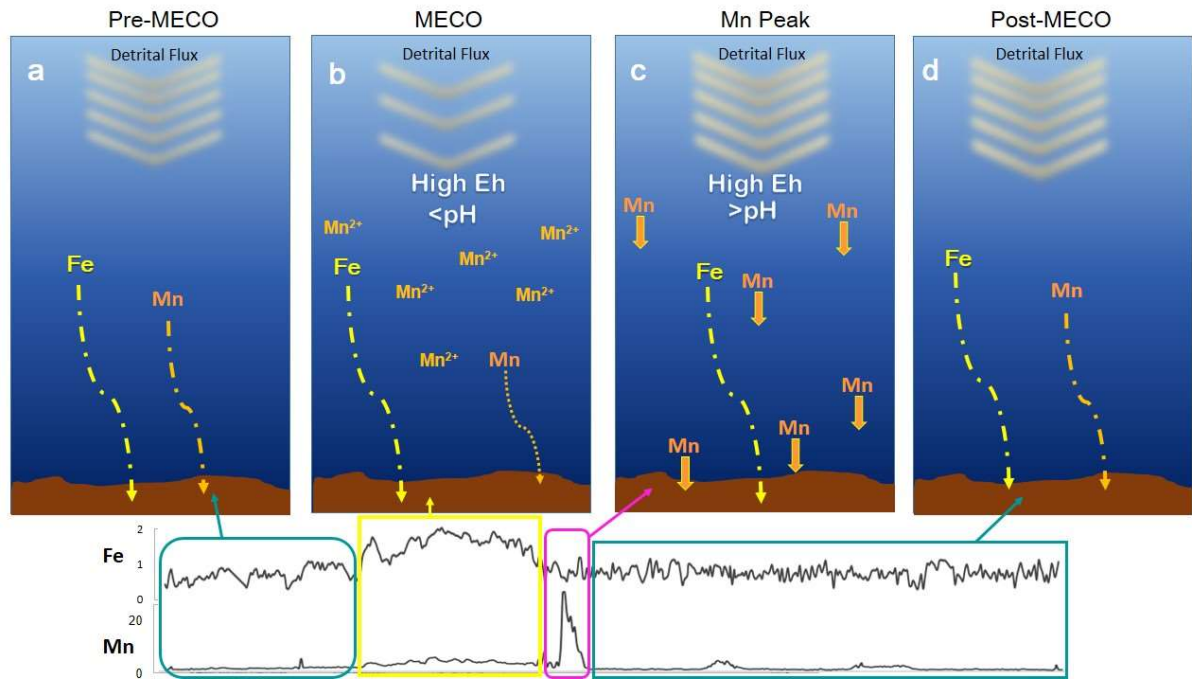 Pre-MECO
MECO
Mn Peak
Post-MECO
a
Detrital Flux
Fe
Mn
b
Detrital Flux
High Eh
<pH
Mn²⁺
Mn²⁺
Mn²⁺
Fe
Mn²⁺
Mn²⁺
Mn²⁺
Mn
c
Detrital Flux
High Eh
>pH
Mn
Mn
Fe
Mn
Mn
Mn
Mn
d
Detrital Flux
Fe
Mn
Fe
2
1
0
Mn
20
0